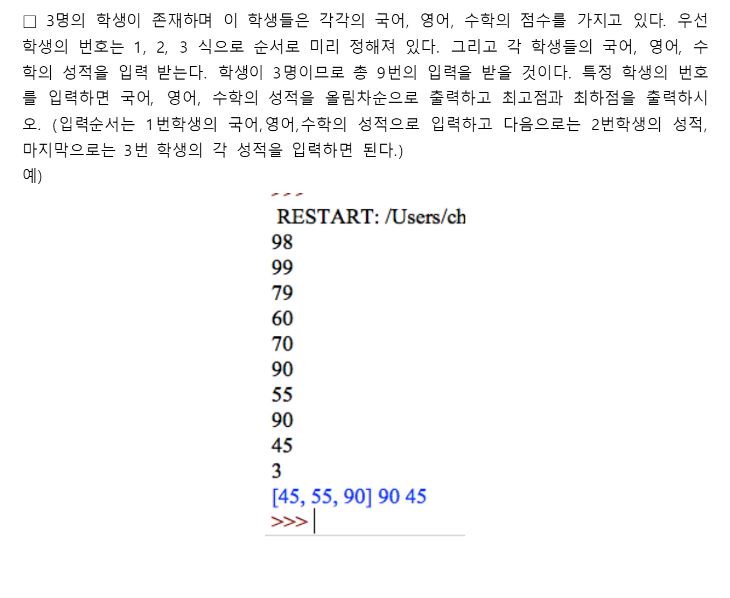 □ 3명의 학생이 존재하며 이 학생들은 각각의 국어, 영어, 수학의 점수를 가지고 있다. 우선
학생의 번호는 1, 2, 3 식으로 순서로 미리 정해져 있다. 그리고 각 학생들의 국어, 영어, 수
학의 성적을 입력 받는다. 학생이 3명이므로 총 9번의 입력을 받을 것이다. 특정 학생의 번호
를 입력하면 국어, 영어, 수학의 성적을 올림차순으로 출력하고 최고점과 최하점을 출력하시
오. (입력순서는 1번학생의 국어,영어,수학의 성적으로 입력하고 다음으로는 2번학생의 성적,
마지막으로는 3번 학생의 각 성적을 입력하면 된다.)
예)
>>>
RESTART: /Users/ch
98
99
79
60
70
90
55
90
45
3
[45, 55, 90] 90 45
>>>